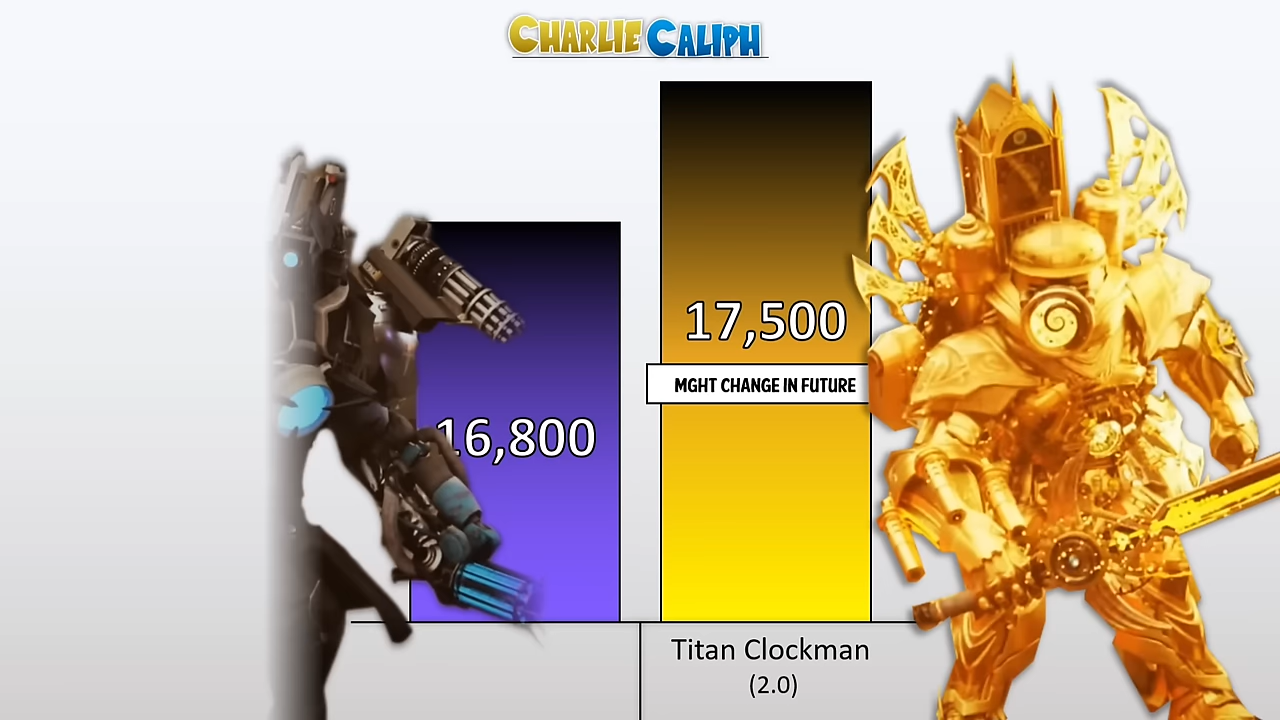 CHARLIE CALIPH
17,500
MGHT CHANGE IN FUTURE
16,800
Titan Clockman
(2.0)